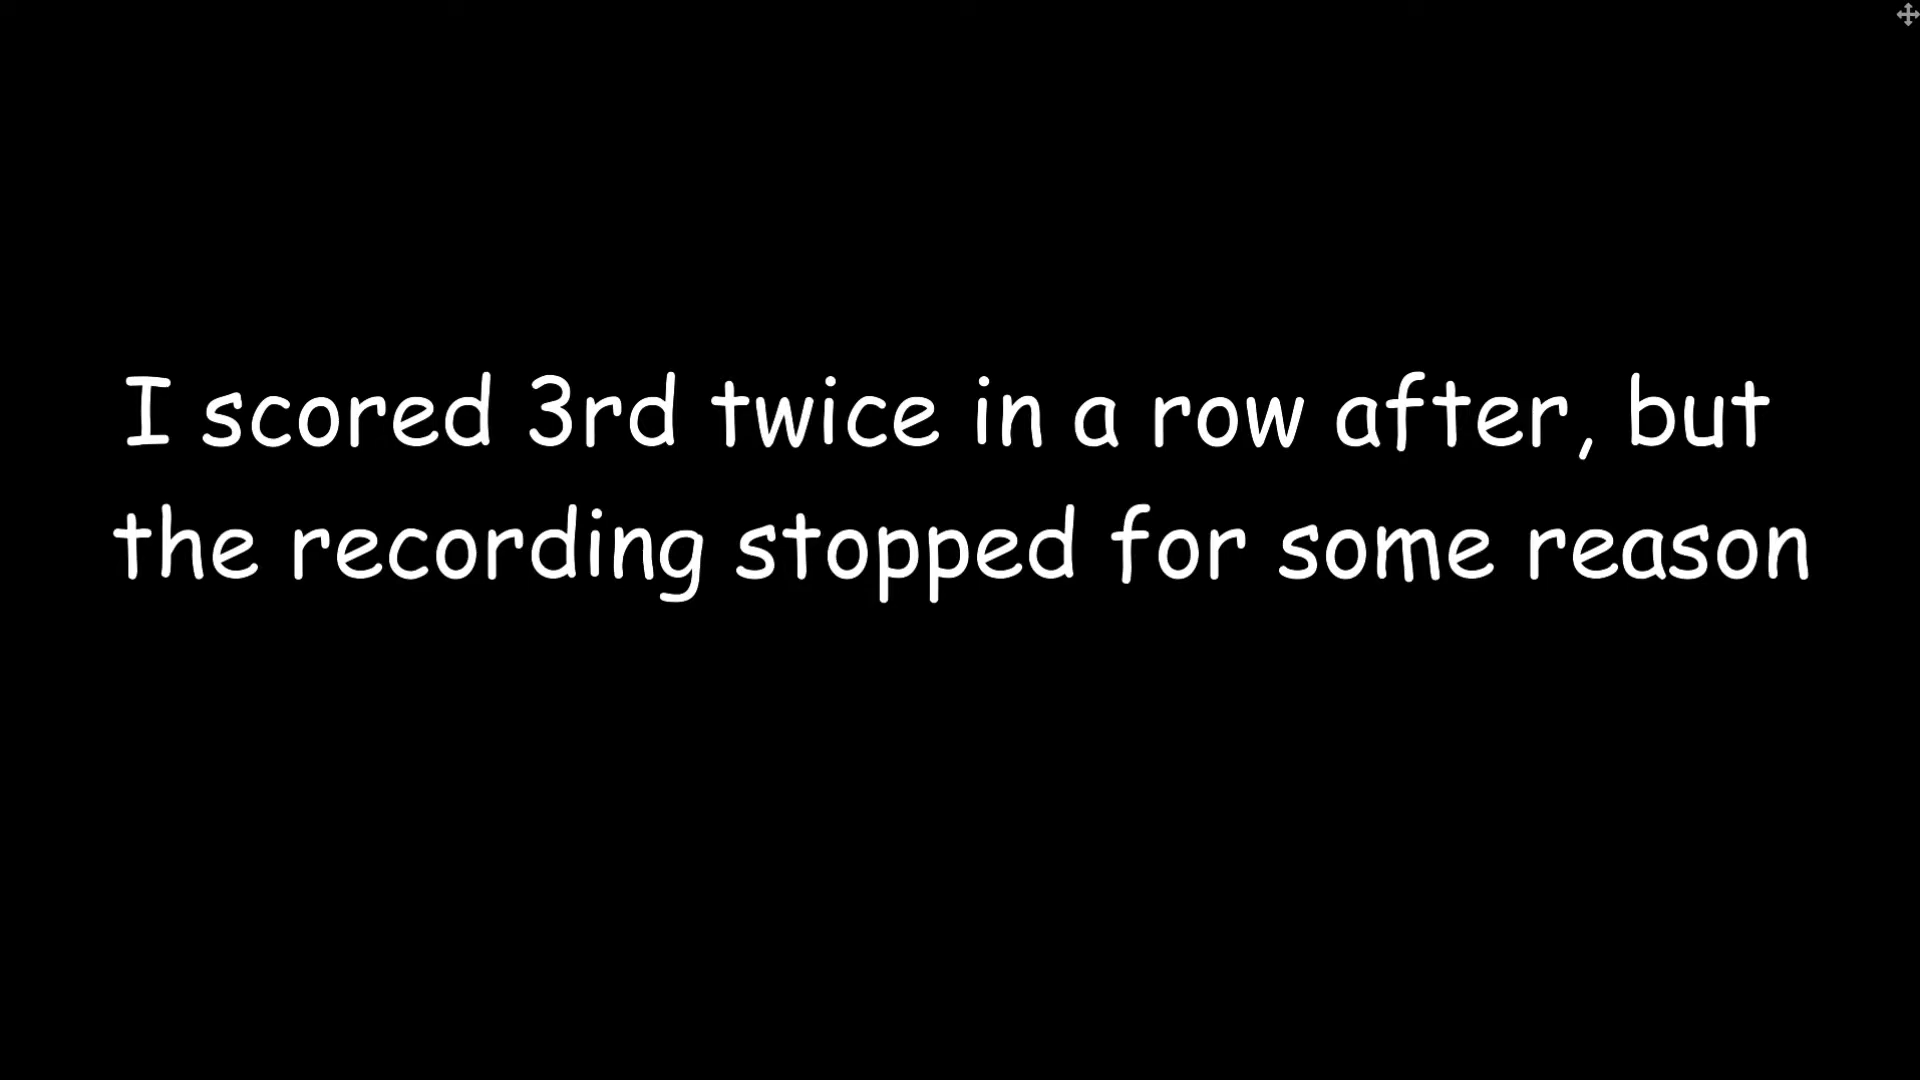 I scored 3rd twice in a row after, but
the recording stopped for some reason